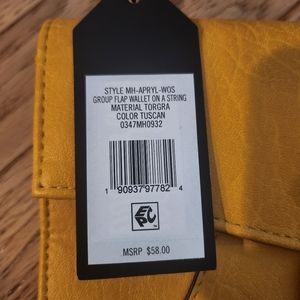 STYLE MH-APRYL-WOS
GROUP FLAP WALLET ON A STRING
MATERIAL TORGRA
COLOR TUSCAN
0347MH0932
1 90937 97782 4
EPC
MSRP $58.00